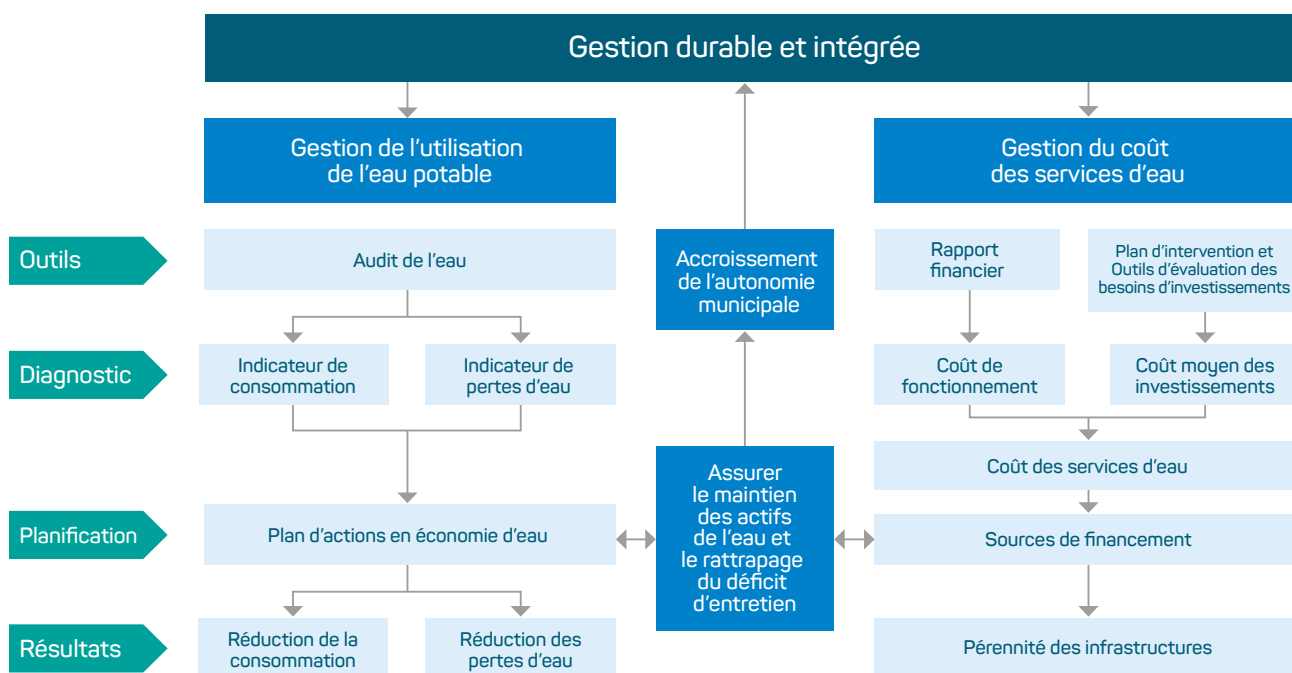 Gestion durable et intégrée
Gestion de l'utilisation
de l'eau potable
Gestion du coût
des services d'eau
Outils
Audit de l'eau
Accroissement
de l'autonomie
municipale
Rapport
financier
Plan d'intervention et
Outils d'évaluation des
besoins d'investissements
Diagnostic
Indicateur de
consommation
Indicateur de
pertes d'eau
Coût de
fonctionnement
Coût moyen des
investissements
Coût des services d'eau
Assurer
le maintien
des actifs
de l'eau et
le rattrapage
du déficit
d'entretien
Planification
Plan d'actions en économie d'eau
Sources de financement
Résultats
Réduction de la
consommation
Réduction des
pertes d'eau
Pérennité des infrastructures